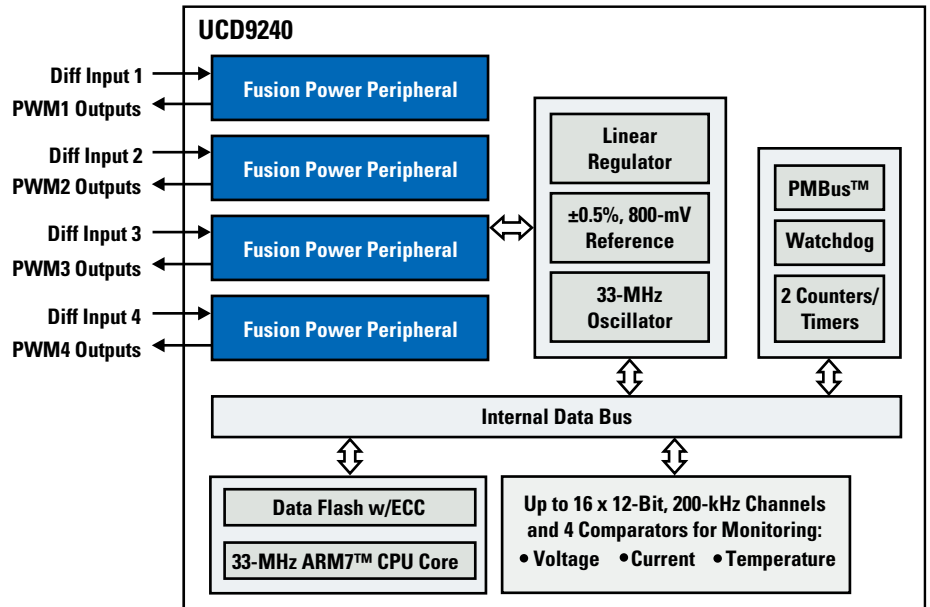 UCD9240
Diff Input 1
PWM1 Outputs
Fusion Power Peripheral
Diff Input 2
PWM2 Outputs
Fusion Power Peripheral
Diff Input 3
PWM3 Outputs
Fusion Power Peripheral
Diff Input 4
PWM4 Outputs
Fusion Power Peripheral
Linear
Regulator
±0.5%, 800-mV
Reference
33-MHz
Oscillator
PMBus™
Watchdog
2 Counters/
Timers
Internal Data Bus
Data Flash w/ECC
33-MHz ARM7™ CPU Core
Up to 16 x 12-Bit, 200-kHz Channels
and 4 Comparators for Monitoring:
• Voltage • Current • Temperature